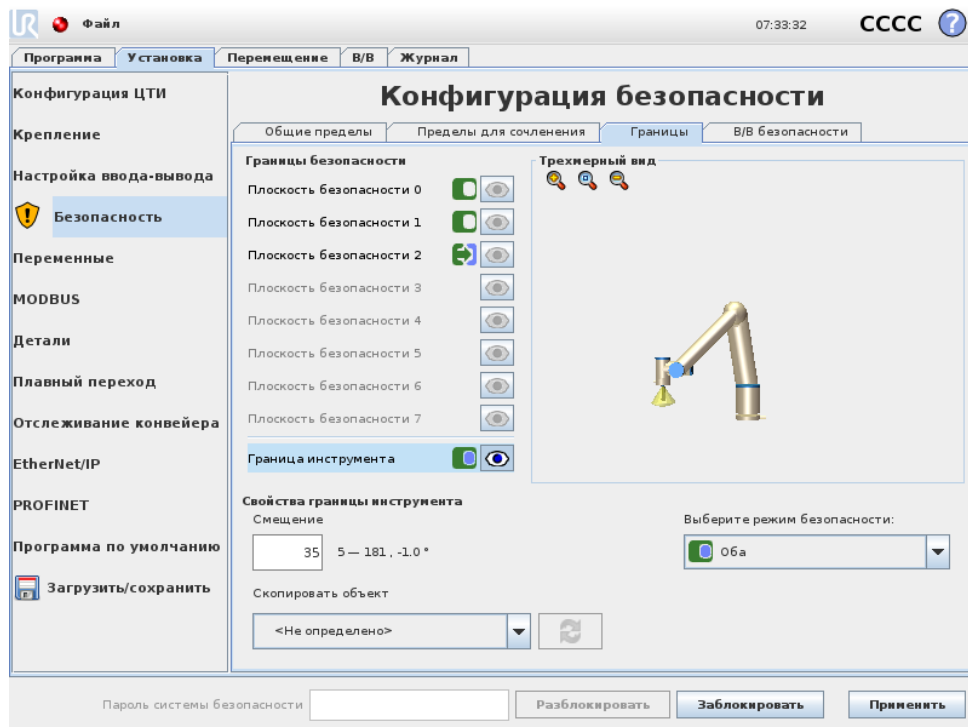 UR Файл 07:33:32 CCCC ?
Программа Установка Перемещение В/В Журнал
Конфигурация ЦТИ
Крепление
Настройка ввода-вывода
Безопасность
Переменные
MODBUS
Детали
Плавный переход
Отслеживание конвейера
EtherNet/IP
PROFINET
Программа по умолчанию
Загрузить/сохранить
Конфигурация безопасности
Общие пределы Пределы для сочленения Границы В/В безопасности
Границы безопасности
Плоскость безопасности 0
Плоскость безопасности 1
Плоскость безопасности 2
Плоскость безопасности 3
Плоскость безопасности 4
Плоскость безопасности 5
Плоскость безопасности 6
Плоскость безопасности 7
Граница инструмента
Трехмерный вид
Свойства границы инструмента
Смещение
35 5 — 181 , -1.0 °
Скопировать объект
<Не определено>
Выберите режим безопасности:
Оба
Пароль системы безопасности Разблокировать Заблокировать Применить